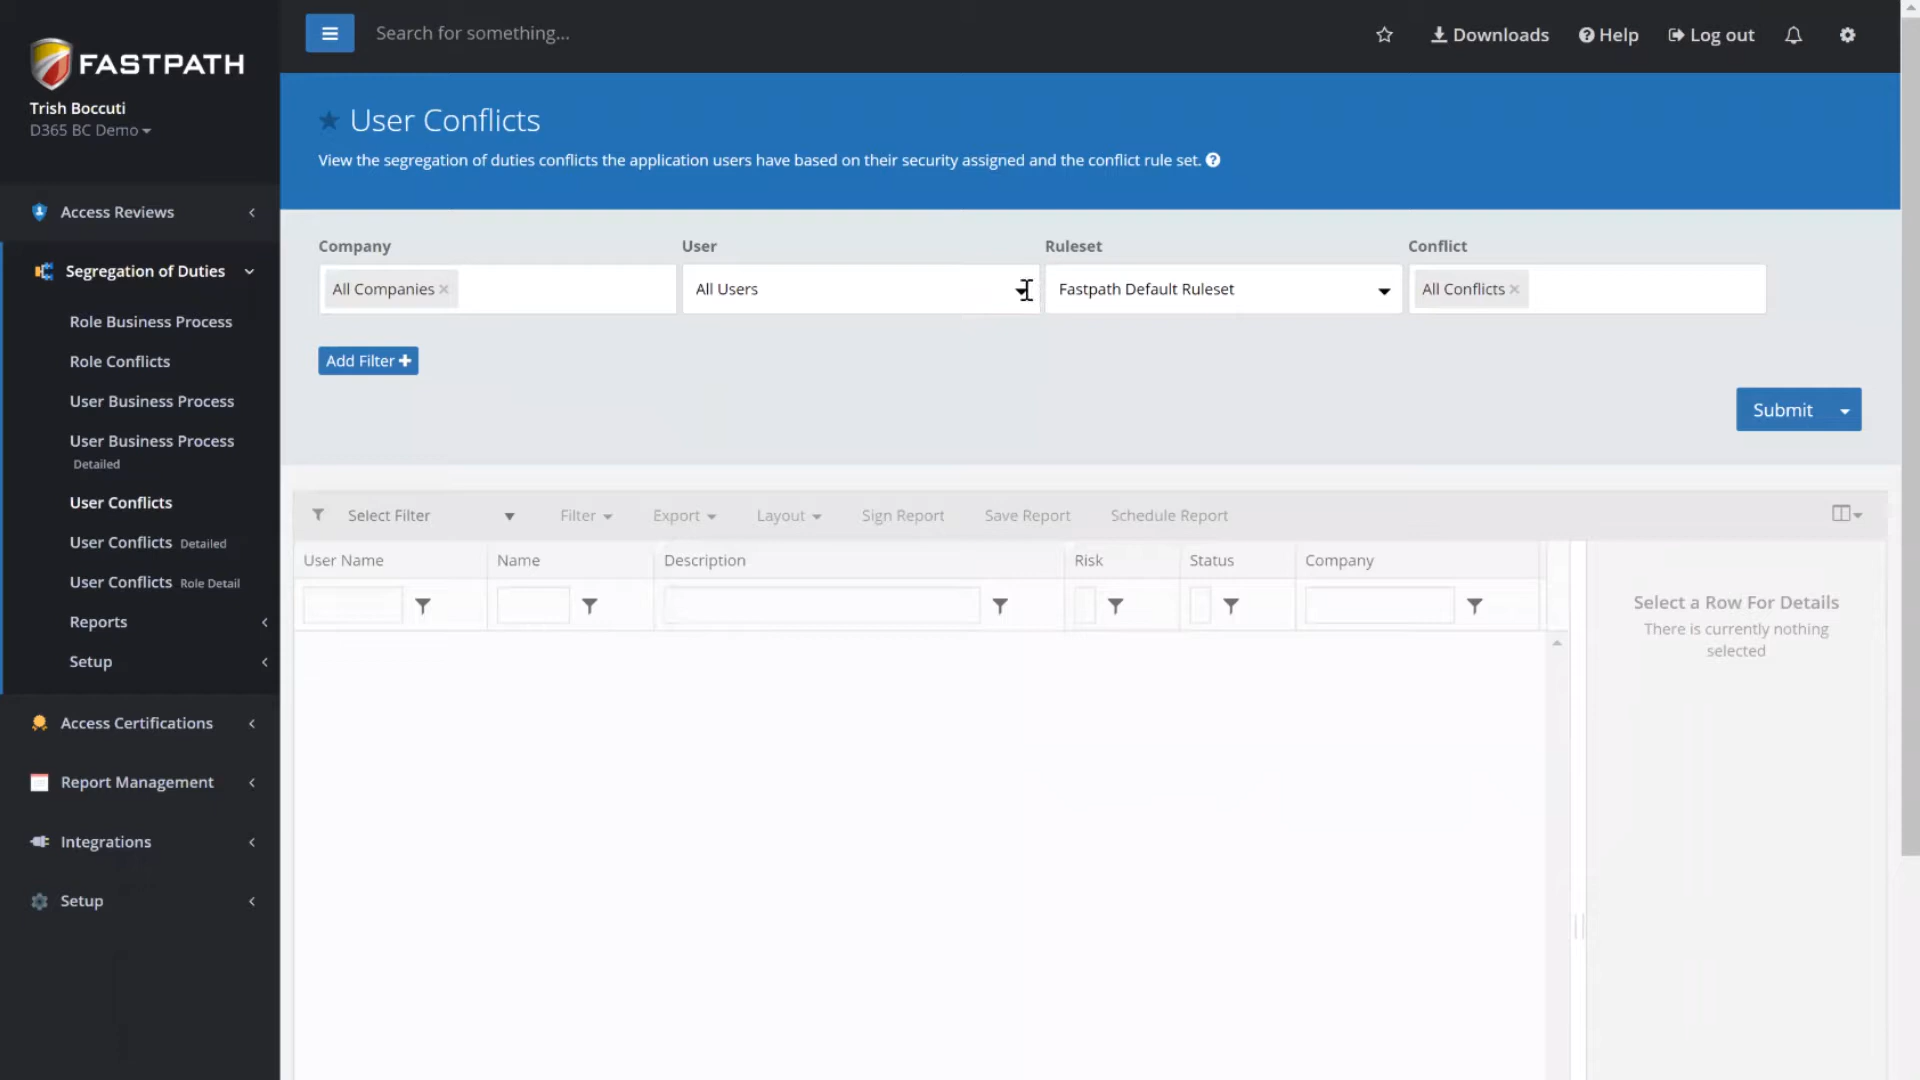 FASTPATH
Trish Boccuti
D365 BC Demo
Access Reviews
Segregation of Duties
Role Business Process
Role Conflicts
User Business Process
User Business Process
Detailed
User Conflicts
User Conflicts Detailed
User Conflicts Role Detail
Reports
Setup
Access Certifications
Report Management
Integrations
Setup
Search for something...
Downloads
Help
Log out
User Conflicts
View the segregation of duties conflicts the application users have based on their security assigned and the conflict rule set.
Company User Ruleset Conflict
All Companies × All Users Fastpath Default Ruleset All Conflicts ×
Add Filter +
Submit
Select Filter Filter Export Layout Sign Report Save Report Schedule Report
User Name Name Description Risk Status Company
Select a Row For Details
There is currently nothing
selected